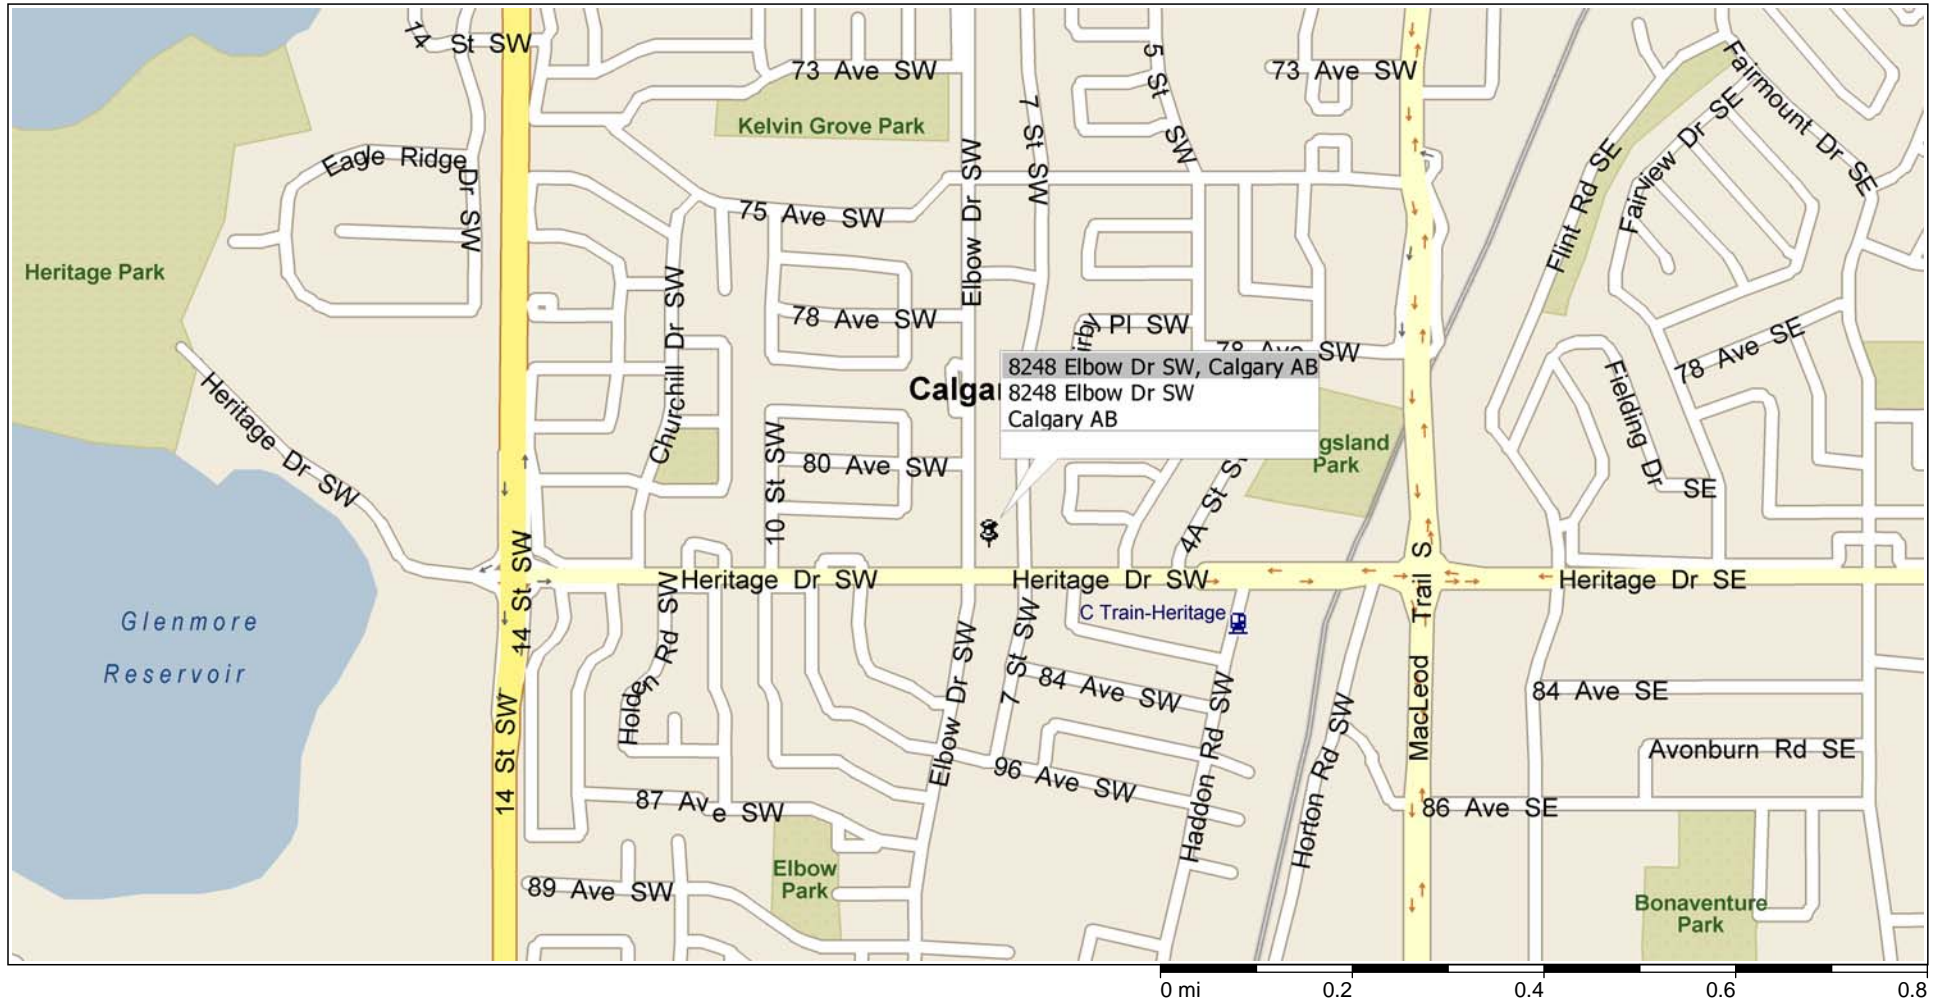 14 St SW
73 Ave SW
5 St SW
73 Ave SW
Fairmount Dr SE
Kelvin Grove Park
7 St SW
Fairview Dr SE
Eagle Ridge Dr SW
Elbow Dr SW
Flint Rd SE
75 Ave SW
Heritage Park
Churchill Dr SW
78 Ave SW
Pl SW
78 Ave SW
78 Ave SE
8248 Elbow Dr SW, Calgary AB
8248 Elbow Dr SW
Calgary AB
Heritage Dr SW
Fielding Dr SE
Park
80 Ave SW
10 St SW
4A St SW
14 St SW
Heritage Dr SW
Heritage Dr SW
Heritage Dr SE
C Train-Heritage
Glenmore
Reservoir
Holden Rd SW
Elbow Dr SW
7 St SW
84 Ave SW
MacLeod Trail S
84 Ave SE
14 St SW
Haddon Rd SW
Horton Rd SW
Avonburn Rd SE
96 Ave SW
87 Ave SW
86 Ave SE
Elbow
Park
89 Ave SW
Bonaventure
Park
0 mi 0.2 0.4 0.6 0.8